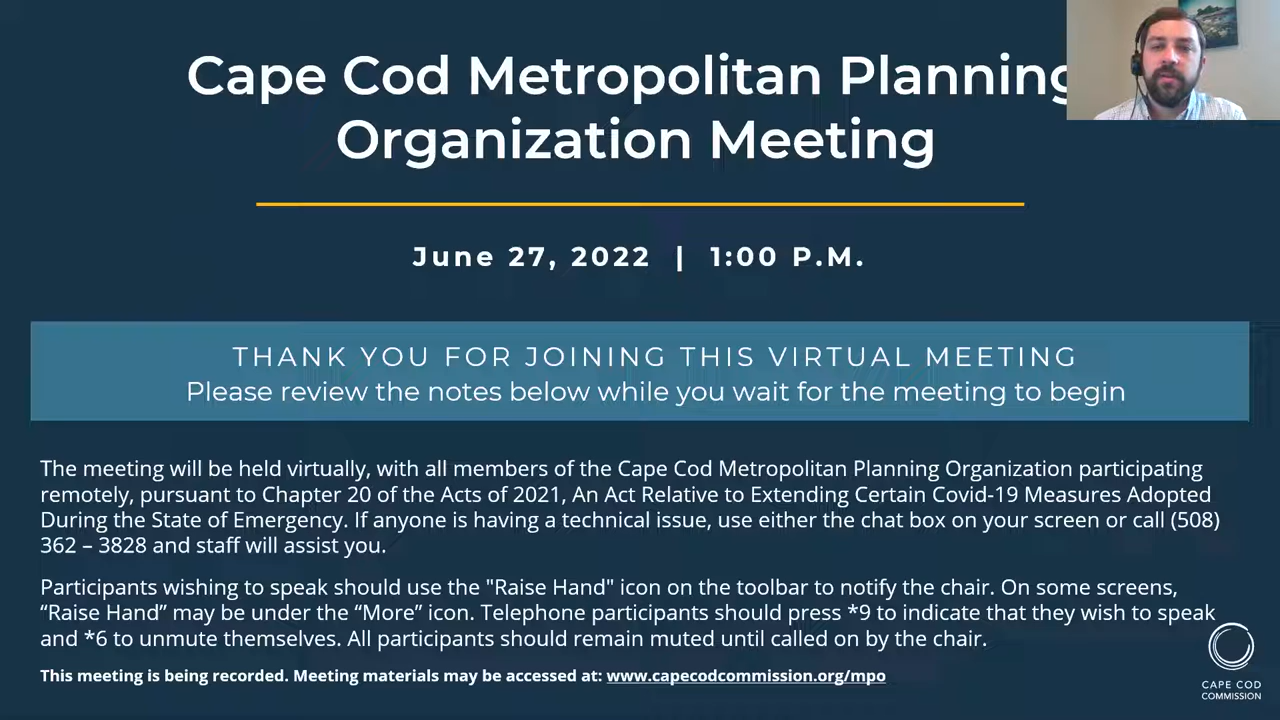 Cape Cod Metropolitan Planning
Organization Meeting
June 27, 2022 | 1:00 P.M.
THANK YOU FOR JOINING THIS VIRTUAL MEETING
Please review the notes below while you wait for the meeting to begin
The meeting will be held virtually, with all members of the Cape Cod Metropolitan Planning Organization participating
remotely, pursuant to Chapter 20 of the Acts of 2021, An Act Relative to Extending Certain Covid-19 Measures Adopted
During the State of Emergency. If anyone is having a technical issue, use either the chat box on your screen or call (508)
362 – 3828 and staff will assist you.
Participants wishing to speak should use the "Raise Hand" icon on the toolbar to notify the chair. On some screens,
“Raise Hand” may be under the “More” icon. Telephone participants should press *9 to indicate that they wish to speak
and *6 to unmute themselves. All participants should remain muted until called on by the chair.
This meeting is being recorded. Meeting materials may be accessed at: www.capecodcommission.org/mpo
CAPE COD
COMMISSION